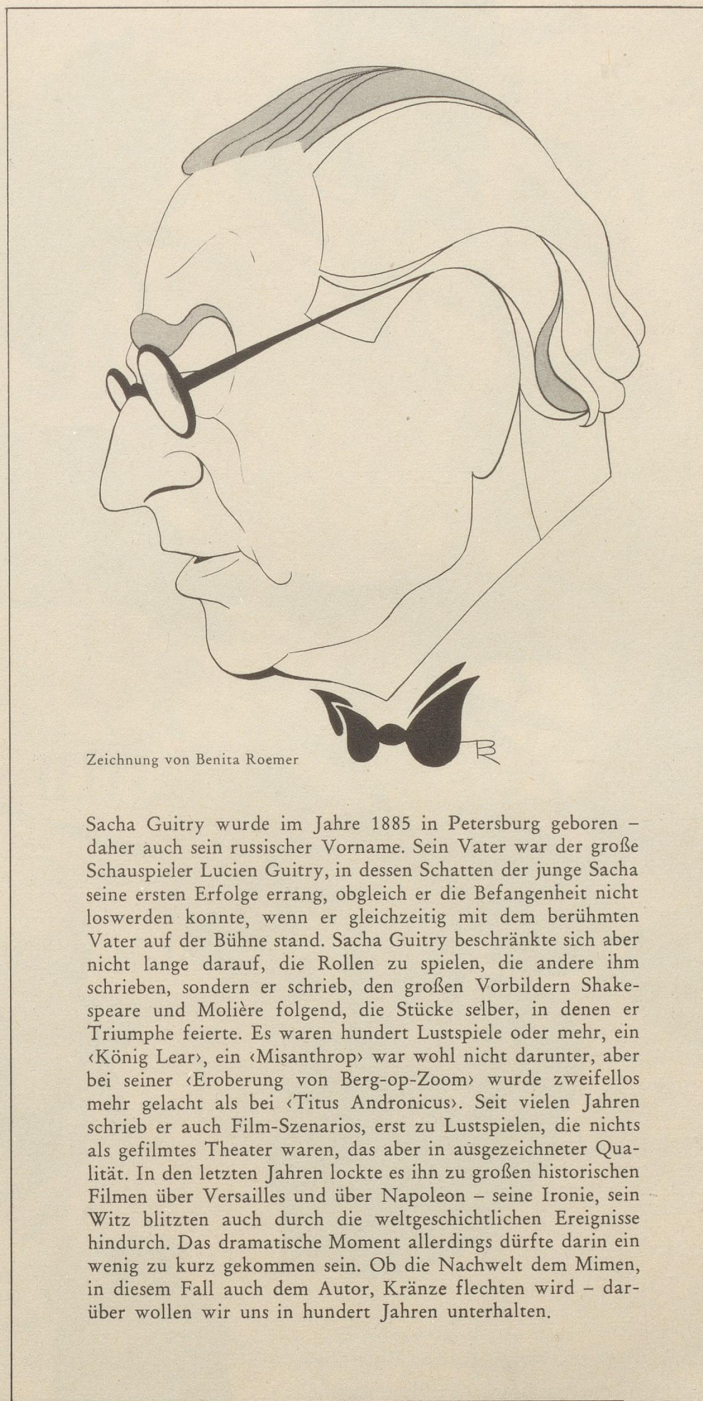 BR
Zeichnung von Benita Roemer
Sacha Guitry wurde im Jahre 1885 in Petersburg geboren –
daher auch sein russischer Vorname. Sein Vater war der große
Schauspieler Lucien Guitry, in dessen Schatten der junge Sacha
seine ersten Erfolge errang, obgleich er die Befangenheit nicht
loswerden konnte, wenn er gleichzeitig mit dem berühmten
Vater auf der Bühne stand. Sacha Guitry beschränkte sich aber
nicht lange darauf, die Rollen zu spielen, die andere ihm
schrieben, sondern er schrieb, den großen Vorbildern Shake-
speare und Molière folgend, die Stücke selber, in denen er
Triumphe feierte. Es waren hundert Lustspiele oder mehr, ein
‹König Lear›, ein ‹Misanthrop› war wohl nicht darunter, aber
bei seiner ‹Eroberung von Berg-op-Zoom› wurde zweifellos
mehr gelacht als bei ‹Titus Andronicus›. Seit vielen Jahren
schrieb er auch Film-Szenarios, erst zu Lustspielen, die nichts
als gefilmtes Theater waren, das aber in ausgezeichneter Qua-
lität. In den letzten Jahren lockte es ihn zu großen historischen
Filmen über Versailles und über Napoleon – seine Ironie, sein
Witz blitzten auch durch die weltgeschichtlichen Ereignisse
hindurch. Das dramatische Moment allerdings dürfte darin ein
wenig zu kurz gekommen sein. Ob die Nachwelt dem Mimen,
in diesem Fall auch dem Autor, Kränze flechten wird – dar-
über wollen wir uns in hundert Jahren unterhalten.